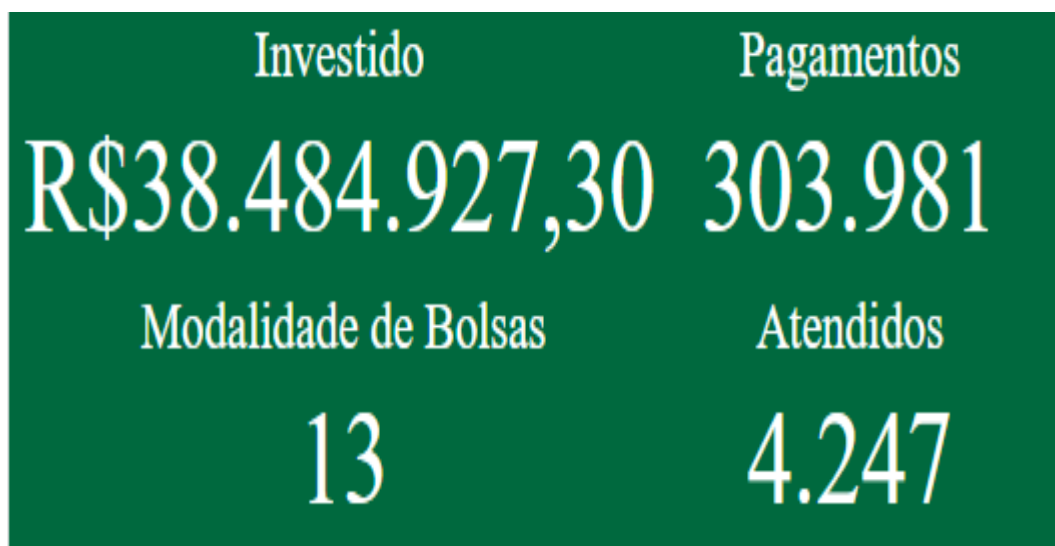 Investido Pagamentos
R$38.484.927,30 303.981
Modalidade de Bolsas Atendidos
13 4.247